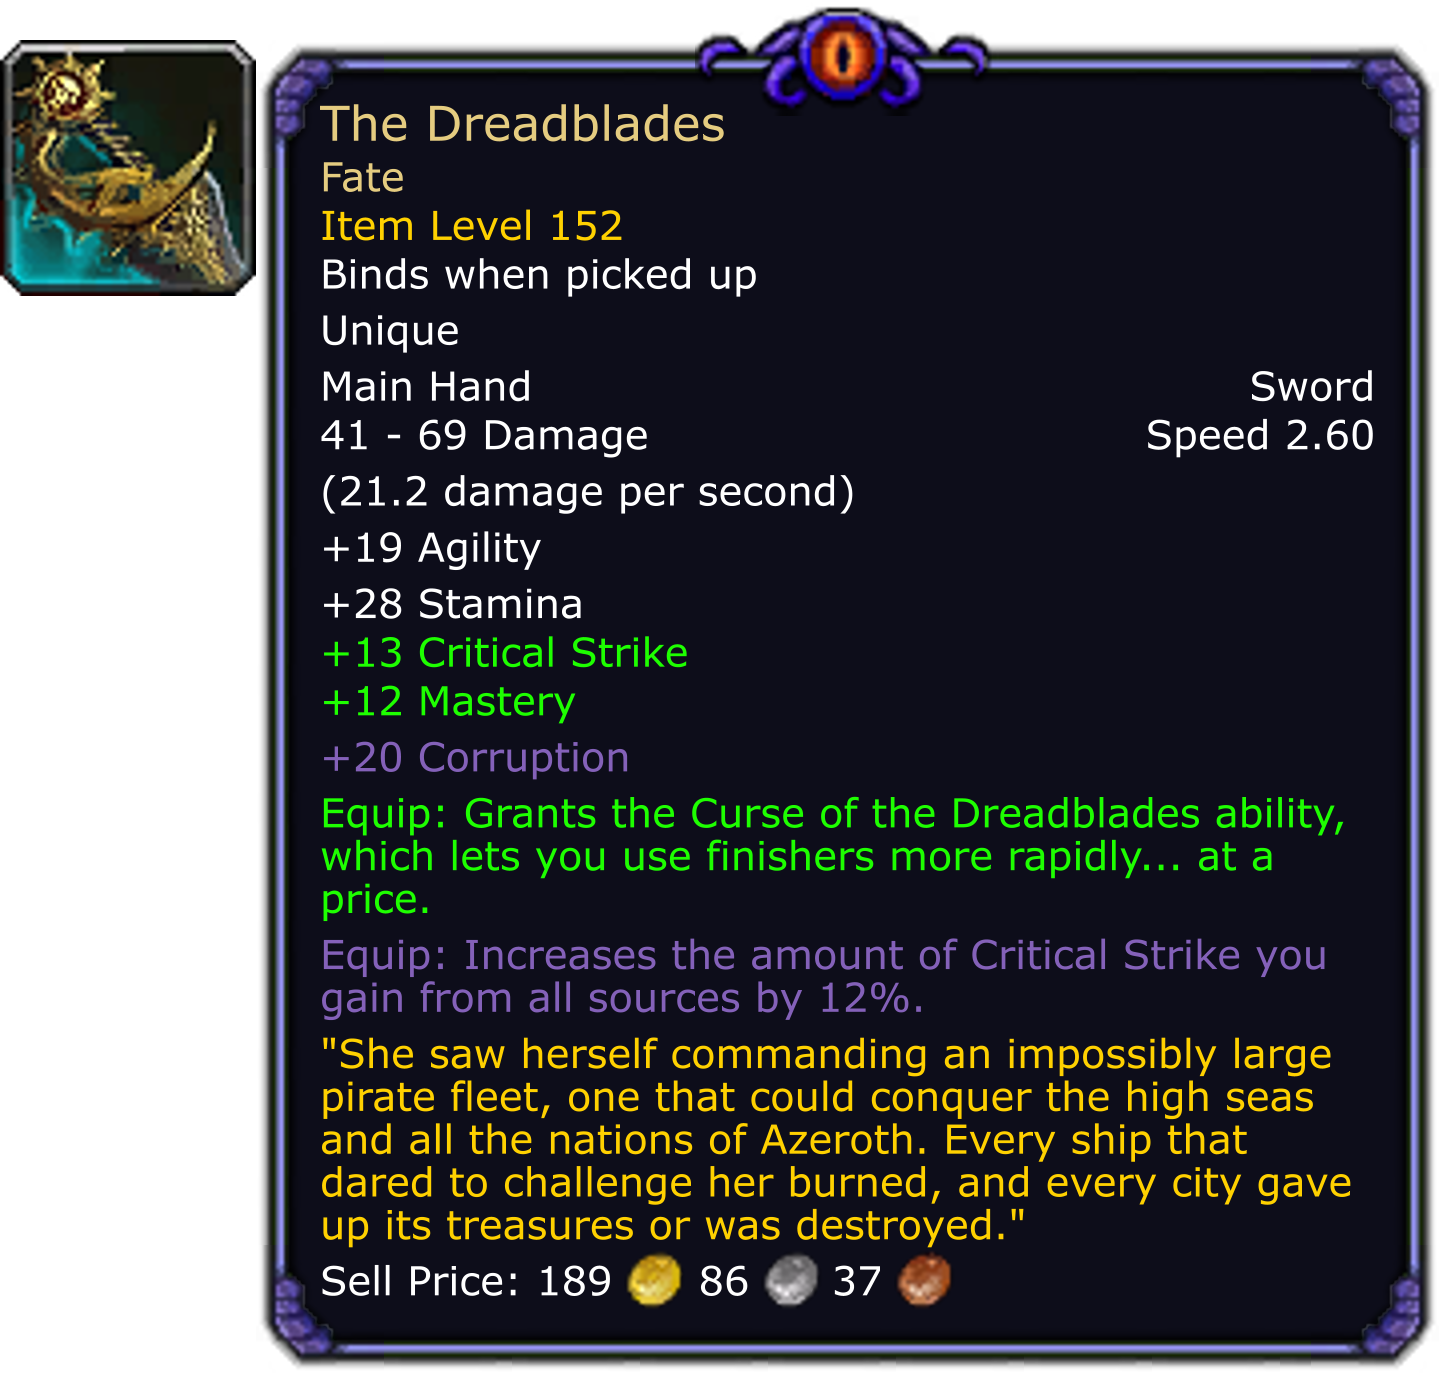 The Dreadblades
Fate
Item Level 152
Binds when picked up
Unique
Main Hand Sword
41 - 69 Damage Speed 2.60
(21.2 damage per second)
+19 Agility
+28 Stamina
+13 Critical Strike
+12 Mastery
+20 Corruption
Equip: Grants the Curse of the Dreadblades ability,
which lets you use finishers more rapidly... at a
price.
Equip: Increases the amount of Critical Strike you
gain from all sources by 12%.
"She saw herself commanding an impossibly large
pirate fleet, one that could conquer the high seas
and all the nations of Azeroth. Every ship that
dared to challenge her burned, and every city gave
up its treasures or was destroyed."
Sell Price: 189 86 37